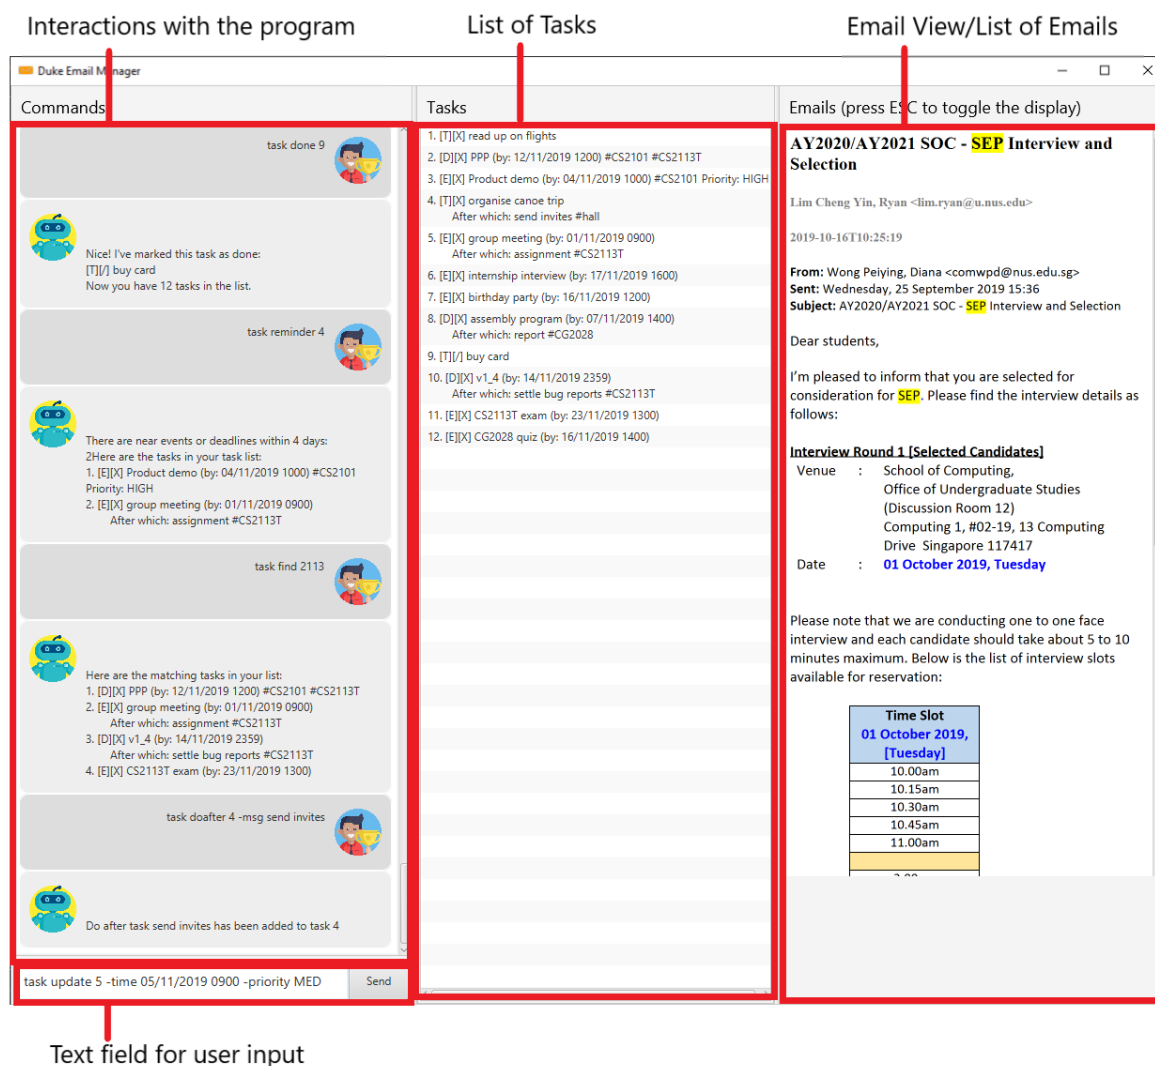 Interactions with the program
List of Tasks
Email View/List of Emails
Duke Email Manager
Commands
task done 9
Nice! I've marked this task as done:
[T][/] buy card
Now you have 12 tasks in the list.
task reminder 4
There are near events or deadlines within 4 days:
2Here are the tasks in your task list:
1. [E][X] Product demo (by: 04/11/2019 1000) #CS2101
Priority: HIGH
2. [E][X] group meeting (by: 01/11/2019 0900)
After which: assignment #CS2113T
task find 2113
Here are the matching tasks in your list:
1. [D][X] PPP (by: 12/11/2019 1200) #CS2101 #CS2113T
2. [E][X] group meeting (by: 01/11/2019 0900)
After which: assignment #CS2113T
3. [D][X] v1_4 (by: 14/11/2019 2359)
After which: settle bug reports #CS2113T
4. [E][X] CS2113T exam (by: 23/11/2019 1300)
task doafter 4 -msg send invites
Do after task send invites has been added to task 4
task update 5 -time 05/11/2019 0900 -priority MED
Send
Text field for user input
Tasks
1. [T][X] read up on flights
2. [D][X] PPP (by: 12/11/2019 1200) #CS2101 #CS2113T
3. [E][X] Product demo (by: 04/11/2019 1000) #CS2101 Priority: HIGH
4. [T][X] organise canoe trip
After which: send invites #hall
5. [E][X] group meeting (by: 01/11/2019 0900)
After which: assignment #CS2113T
6. [E][X] internship interview (by: 17/11/2019 1600)
7. [E][X] birthday party (by: 16/11/2019 1200)
8. [D][X] assembly program (by: 07/11/2019 1400)
After which: report #CG2028
9. [T][/] buy card
10. [D][X] v1_4 (by: 14/11/2019 2359)
After which: settle bug reports #CS2113T
11. [E][X] CS2113T exam (by: 23/11/2019 1300)
12. [E][X] CG2028 quiz (by: 16/11/2019 1400)
Emails (press ESC to toggle the display)
AY2020/AY2021 SOC - SEP Interview and
Selection
Lim Cheng Yin, Ryan <lim.ryan@u.nus.edu>
2019-10-16T10:25:19
From: Wong Peiying, Diana <comwpd@nus.edu.sg>
Sent: Wednesday, 25 September 2019 15:36
Subject: AY2020/AY2021 SOC - SEP Interview and Selection
Dear students,
I'm pleased to inform that you are selected for
consideration for SEP. Please find the interview details as
follows:
Interview Round 1 [Selected Candidates]
Venue : School of Computing,
Office of Undergraduate Studies
(Discussion Room 12)
Computing 1, #02-19, 13 Computing
Drive Singapore 117417
Date : 01 October 2019, Tuesday
Please note that we are conducting one to one face
interview and each candidate should take about 5 to 10
minutes maximum. Below is the list of interview slots
available for reservation:
Time Slot
01 October 2019,
[Tuesday]
10.00am
10.15am
10.30am
10.45am
11.00am